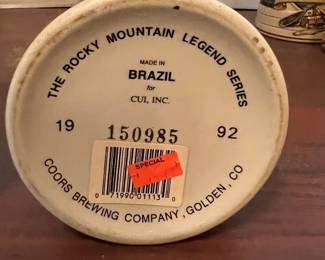 THE ROCKY MOUNTAIN LEGEND SERIES
MADE IN
BRAZIL
for
CUI, INC.
19 92
150985
SPECIAL
0 71990 01113 0
COORS BREWING COMPANY, GOLDEN, CO